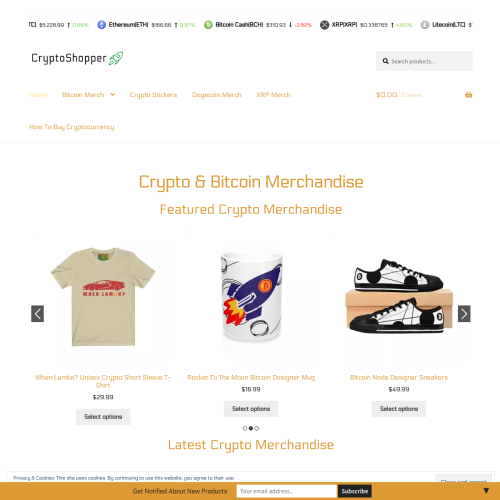 TC) $5,228.99 ↑ 0.66% Ethereum(ETH) $166.66 ↑ 0.57% Bitcoin Cash(BCH) $310.93 ↓ -2.82% XRP(XRP) $0.338765 ↑ 4.60% Litecoin(LTC)
CryptoShopper
Search products...
Home Bitcoin Merch Crypto Stickers Dogecoin Merch XRP Merch $0.00 0 items
How To Buy Cryptocurrency
Crypto & Bitcoin Merchandise
Featured Crypto Merchandise
WHEN LAMBO?
When Lambo? Unisex Crypto Short Sleeve T-
Shirt
$29.99
Select options
Rocket To The Moon Bitcoin Designer Mug
$16.99
Select options
Bitcoin Node Designer Sneakers
$49.99
Select options
Latest Crypto Merchandise
Privacy & Cookies: This site uses cookies. By continuing to use this website, you agree to their use.
Close and accept
Get Notified About New Products Your email address.. Subscribe ▼